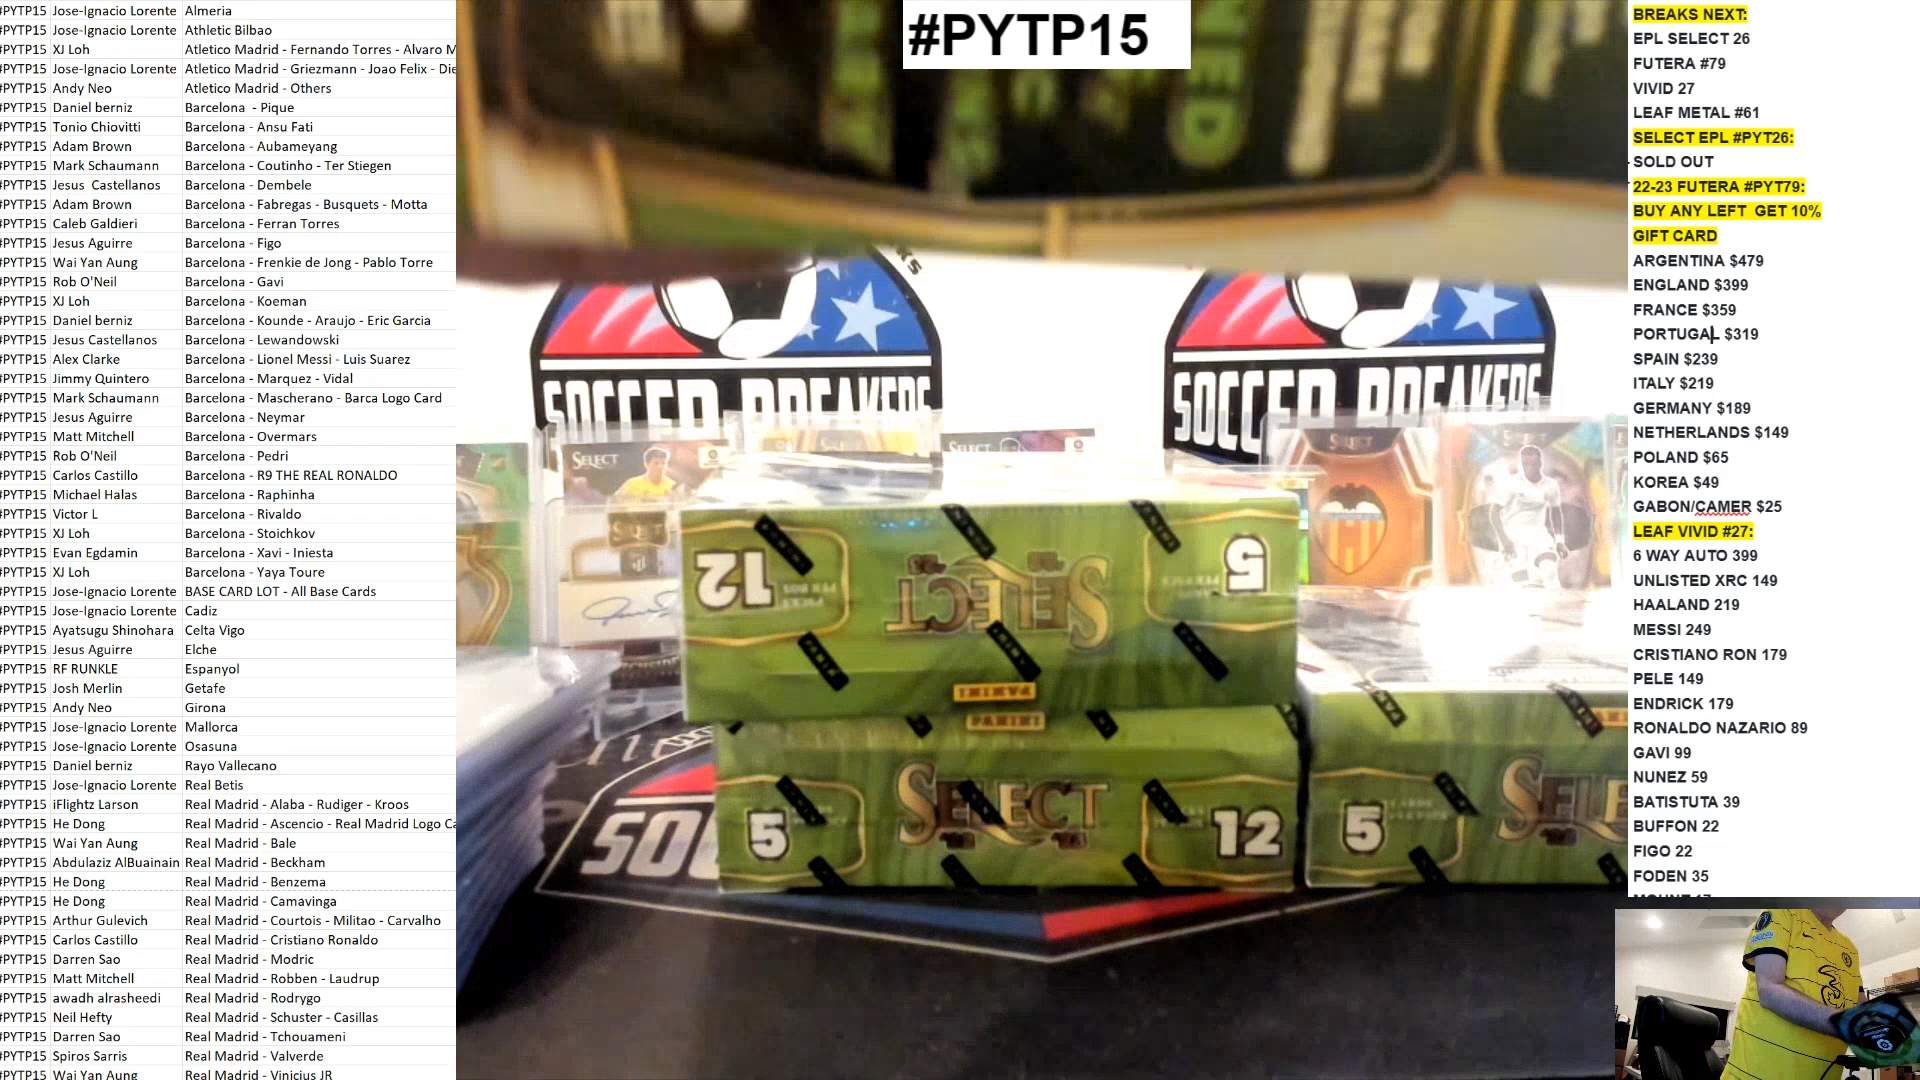 #PYTP15 Jose-Ignacio Lorente Almeria
#PYTP15 Jose-Ignacio Lorente Athletic Bilbao
#PYTP15 XJ Loh Atletico Madrid - Fernando Torres - Alvaro M
#PYTP15 Jose-Ignacio Lorente Atletico Madrid - Griezmann - Joao Felix - Die
#PYTP15 Andy Neo Atletico Madrid - Others
#PYTP15 Daniel berniz Barcelona - Pique
#PYTP15 Tonio Chiovitti Barcelona - Ansu Fati
#PYTP15 Adam Brown Barcelona - Aubameyang
#PYTP15 Mark Schaumann Barcelona - Coutinho - Ter Stiegen
#PYTP15 Jesus Castellanos Barcelona - Dembele
#PYTP15 Adam Brown Barcelona - Fabregas - Busquets - Motta
#PYTP15 Caleb Galdieri Barcelona - Ferran Torres
#PYTP15 Jesus Aguirre Barcelona - Figo
#PYTP15 Wai Yan Aung Barcelona - Frenkie de Jong - Pablo Torre
#PYTP15 Rob O'Neil Barcelona - Gavi
#PYTP15 XJ Loh Barcelona - Koeman
#PYTP15 Daniel berniz Barcelona - Kounde - Araujo - Eric Garcia
#PYTP15 Jesus Castellanos Barcelona - Lewandowski
#PYTP15 Alex Clarke Barcelona - Lionel Messi - Luis Suarez
#PYTP15 Jimmy Quintero Barcelona - Marquez - Vidal
#PYTP15 Mark Schaumann Barcelona - Mascherano - Barca Logo Card
#PYTP15 Jesus Aguirre Barcelona - Neymar
#PYTP15 Matt Mitchell Barcelona - Overmars
#PYTP15 Rob O'Neil Barcelona - Pedri
#PYTP15 Carlos Castillo Barcelona - R9 THE REAL RONALDO
#PYTP15 Michael Halas Barcelona - Raphinha
#PYTP15 Victor L Barcelona - Rivaldo
#PYTP15 XJ Loh Barcelona - Stoichkov
#PYTP15 Evan Egdamin Barcelona - Xavi - Iniesta
#PYTP15 XJ Loh Barcelona - Yaya Toure
#PYTP15 Jose-Ignacio Lorente BASE CARD LOT - All Base Cards
#PYTP15 Jose-Ignacio Lorente Cadiz
#PYTP15 Ayatsugu Shinohara Celta Vigo
#PYTP15 Jesus Aguirre Elche
#PYTP15 RF RUNKLE Espanyol
#PYTP15 Josh Merlin Getafe
#PYTP15 Andy Neo Girona
#PYTP15 Jose-Ignacio Lorente Mallorca
#PYTP15 Jose-Ignacio Lorente Osasuna
#PYTP15 Daniel berniz Rayo Vallecano
#PYTP15 Jose-Ignacio Lorente Real Betis
#PYTP15 iFlightz Larson Real Madrid - Alaba - Rudiger - Kroos
#PYTP15 He Dong Real Madrid - Ascencio - Real Madrid Logo Ca
#PYTP15 Wai Yan Aung Real Madrid - Bale
#PYTP15 Abdulaziz AlBuainain Real Madrid - Beckham
#PYTP15 He Dong Real Madrid - Benzema
#PYTP15 He Dong Real Madrid - Camavinga
#PYTP15 Arthur Gulevich Real Madrid - Courtois - Militao - Carvalho
#PYTP15 Carlos Castillo Real Madrid - Cristiano Ronaldo
#PYTP15 Darren Sao Real Madrid - Modric
#PYTP15 Matt Mitchell Real Madrid - Robben - Laudrup
#PYTP15 awadh alrasheedi Real Madrid - Rodrygo
#PYTP15 Neil Hefty Real Madrid - Schuster - Casillas
#PYTP15 Darren Sao Real Madrid - Tchouameni
#PYTP15 Spiros Sarris Real Madrid - Valverde
#PYTP15 Wai Yan Aung Real Madrid - Vinicius JR
#PYTP15
SOCCER BREAKERS
SOCCER BREAKERS
SELECT
SELECT
SELECT
12
SELECT
5
PANINI
PANINI
5
SELECT
12
5
SELE
SOC
BREAKS NEXT:
EPL SELECT 26
FUTERA #79
VIVID 27
LEAF METAL #61
SELECT EPL #PYT26:
SOLD OUT
22-23 FUTERA #PYT79:
BUY ANY LEFT GET 10%
GIFT CARD
ARGENTINA $479
ENGLAND $399
FRANCE $359
PORTUGAL $319
SPAIN $239
ITALY $219
GERMANY $189
NETHERLANDS $149
POLAND $65
KOREA $49
GABON/CAMER $25
LEAF VIVID #27:
6 WAY AUTO 399
UNLISTED XRC 149
HAALAND 219
MESSI 249
CRISTIANO RON 179
PELE 149
ENDRICK 179
RONALDO NAZARIO 89
GAVI 99
NUNEZ 59
BATISTUTA 39
BUFFON 22
FIGO 22
FODEN 35